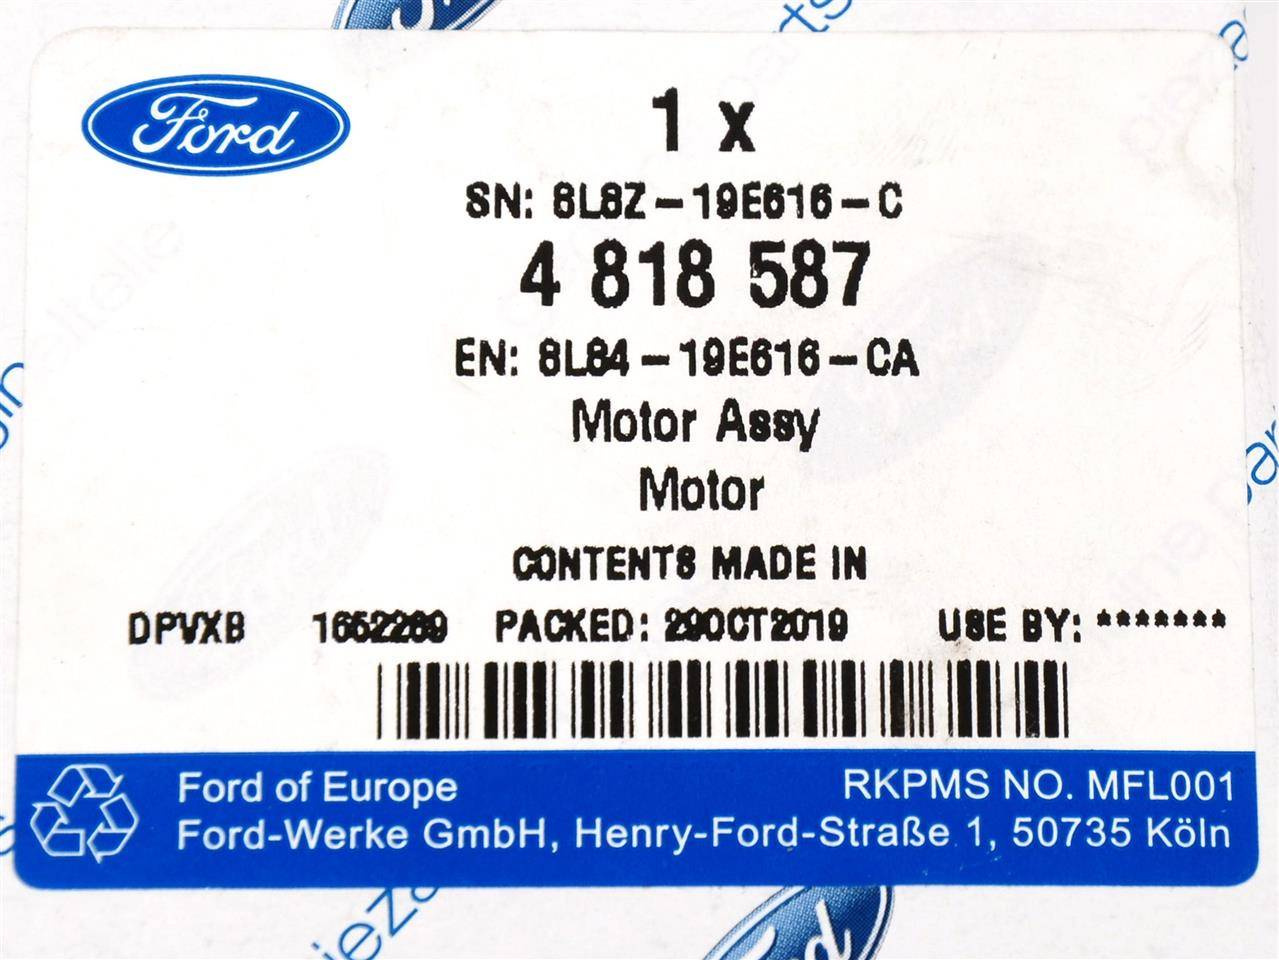 Ford
1 x
SN: 8L8Z-19E616-C
4 818 587
EN: 8L84-19E616-CA
Motor Assy
Motor
CONTENTS MADE IN
DPVXB 1652269 PACKED: 29OCT2019 USE BY: *******
Ford of Europe RKPMS NO. MFL001
Ford-Werke GmbH, Henry-Ford-Straße 1, 50735 Köln
Ford